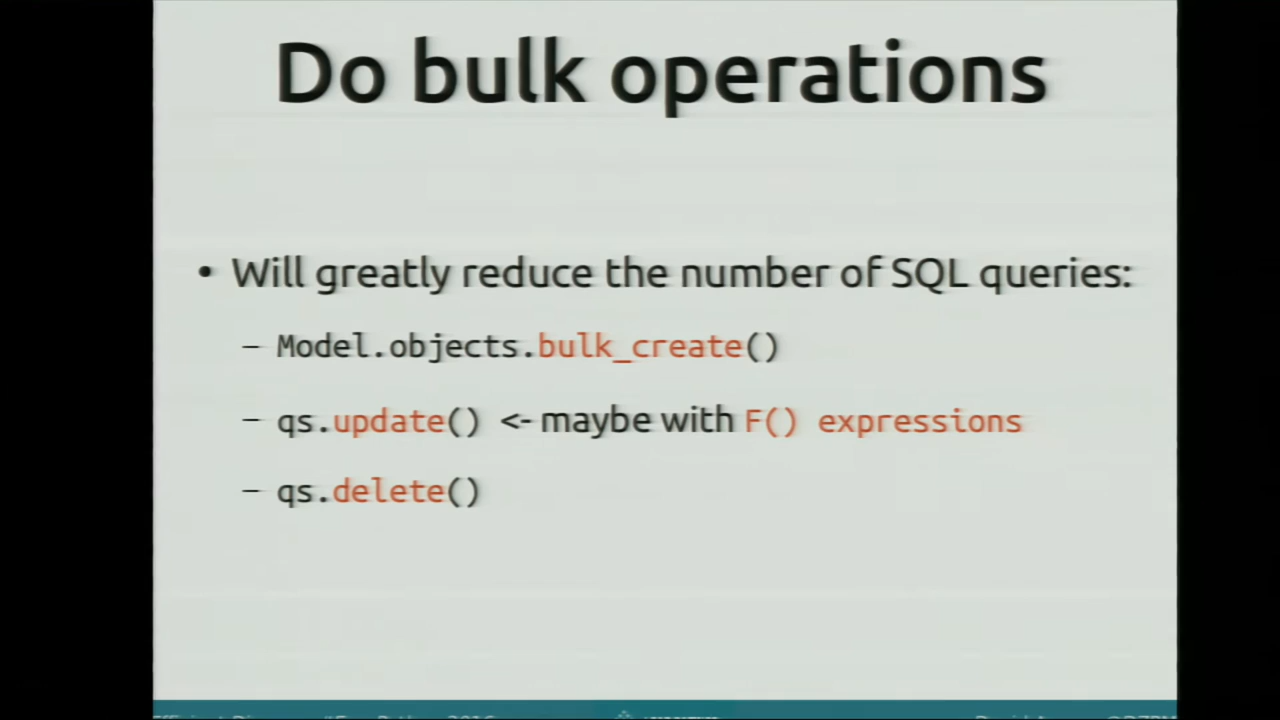 Do bulk operations
• Will greatly reduce the number of SQL queries:
– Model.objects.bulk_create()
– qs.update() <- maybe with F() expressions
– qs.delete()